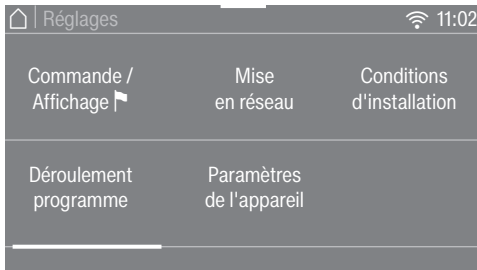 Réglages 11:02
Commande / Mise Conditions
Affichage en réseau d'installation
Déroulement Paramètres
programme de l'appareil